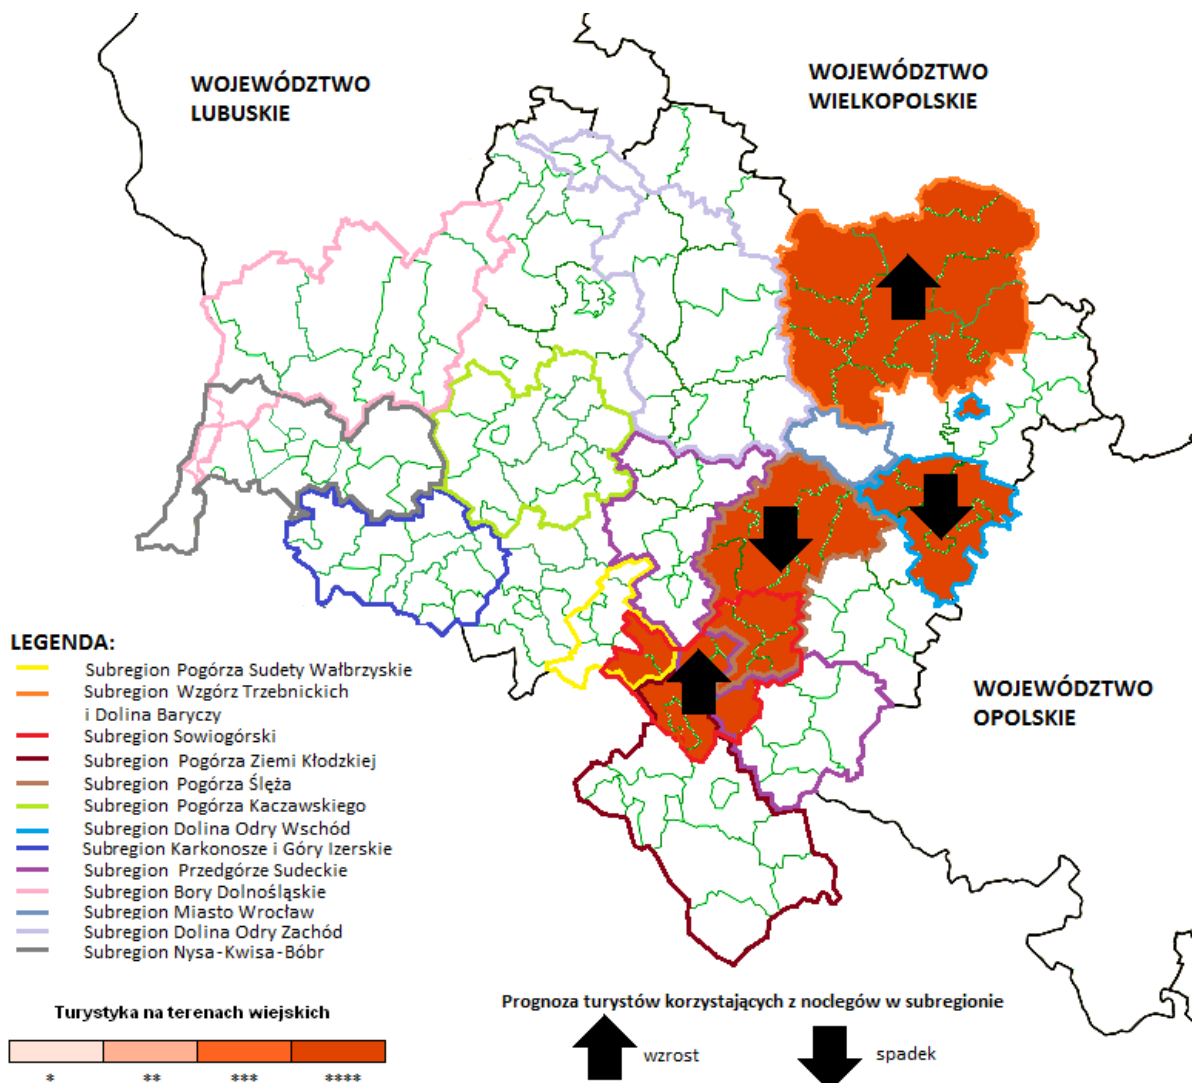 WOJEWÓDZTWO
LUBUSKIE
WOJEWÓDZTWO
WIELKOPOLSKIE
WOJEWÓDZTWO
OPOLSKIE
LEGENDA:
Subregion Pogórza Sudety Wałbrzyskie
Subregion Wzgórz Trzebnickich
i Dolina Baryczy
Subregion Sowiogórski
Subregion Pogórza Ziemi Kłodzkiej
Subregion Pogórza Ślęża
Subregion Pogórza Kaczawskiego
Subregion Dolina Odry Wschód
Subregion Karkonosze i Góry Izerskie
Subregion Przedgórze Sudeckie
Subregion Bory Dolnośląskie
Subregion Miasto Wrocław
Subregion Dolina Odry Zachód
Subregion Nysa-Kwisa-Bóbr
Turystyka na terenach wiejskich
* ** *** ****
Prognoza turystów korzystających z noclegów w subregionie
wzrost
spadek